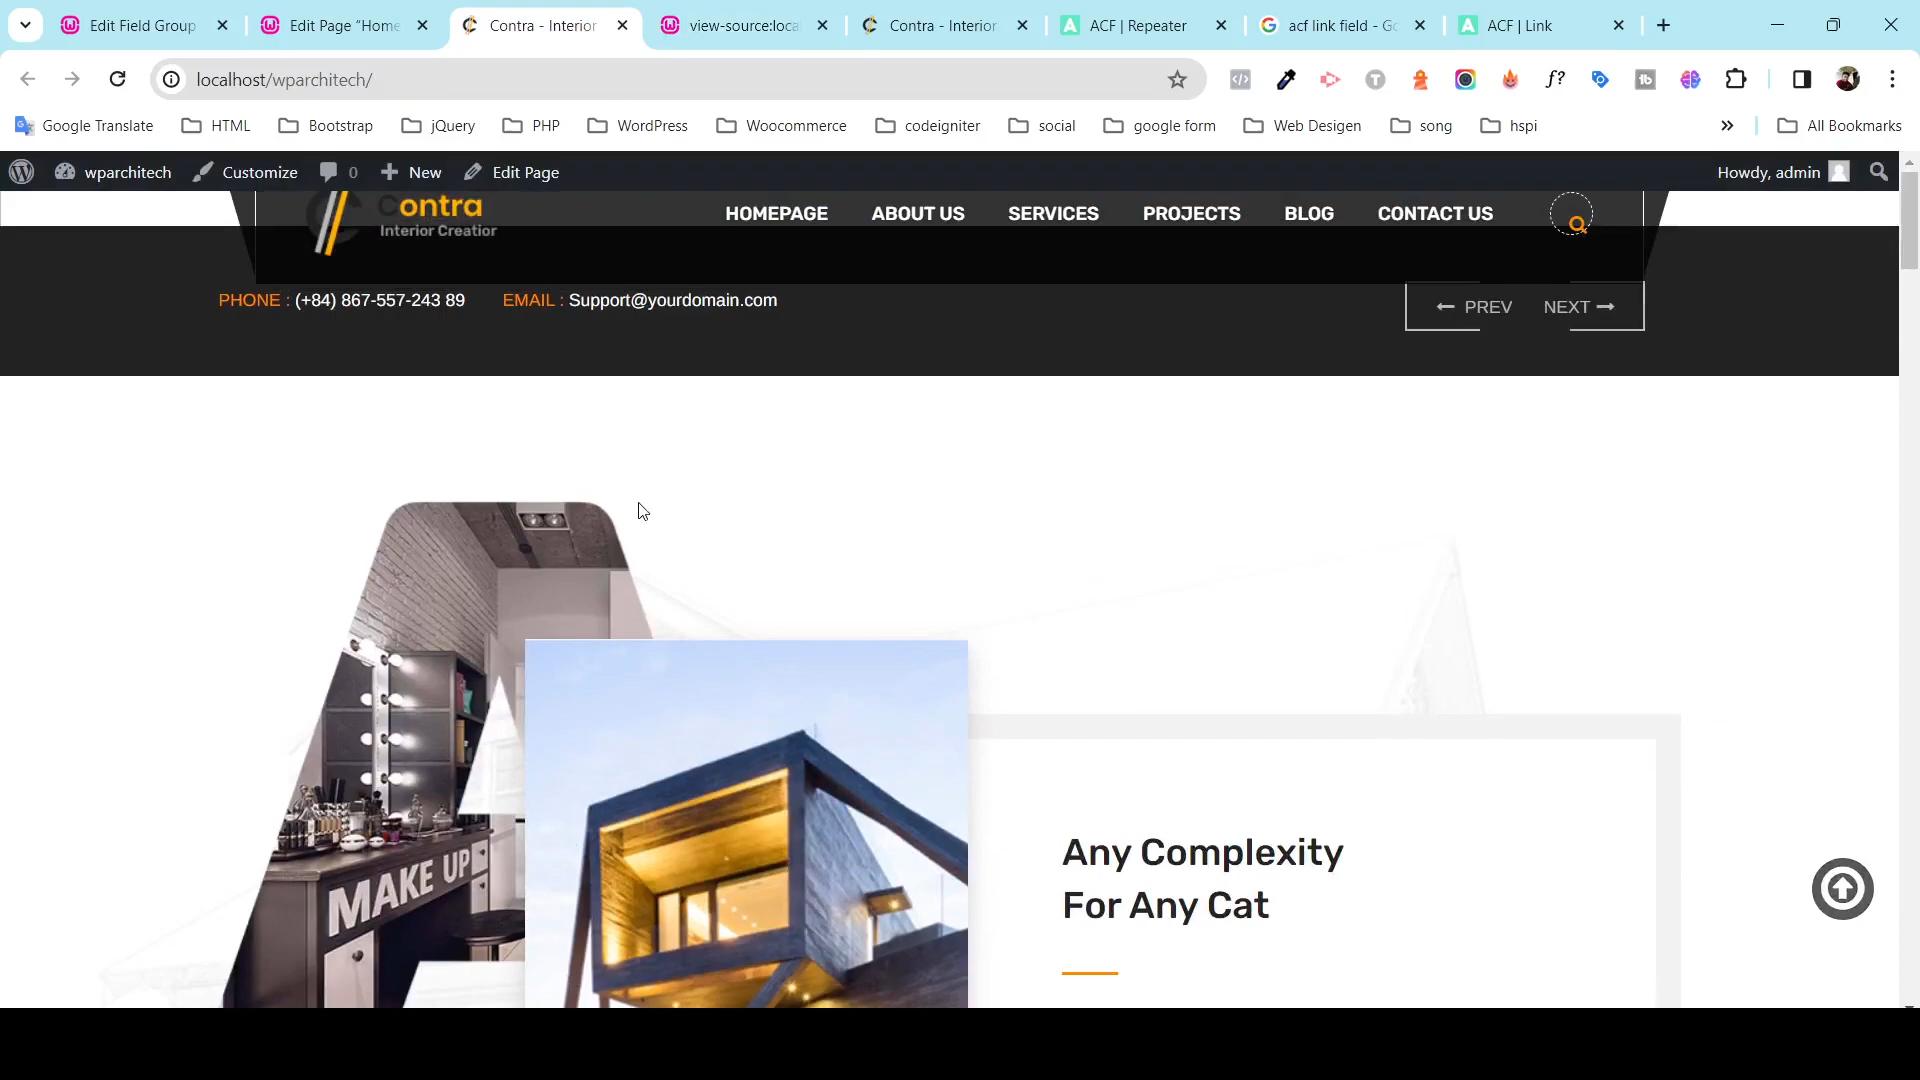 Edit Field Group
Edit Page “Home
Contra - Interior
view-source:loca
Contra - Interior
ACF | Repeater
acf link field - Go
ACF | Link
localhost/wparchitech/
Google Translate
HTML
Bootstrap
jQuery
PHP
WordPress
Woocommerce
codeigniter
social
google form
Web Desigen
song
hspi
All Bookmarks
wparchitech
Customize
0
New
Edit Page
Howdy, admin
Contra
Interior Creatior
HOMEPAGE
ABOUT US
SERVICES
PROJECTS
BLOG
CONTACT US
PHONE : (+84) 867-557-243 89
EMAIL : Support@yourdomain.com
PREV
NEXT
MAKE UP
Any Complexity
For Any Cat